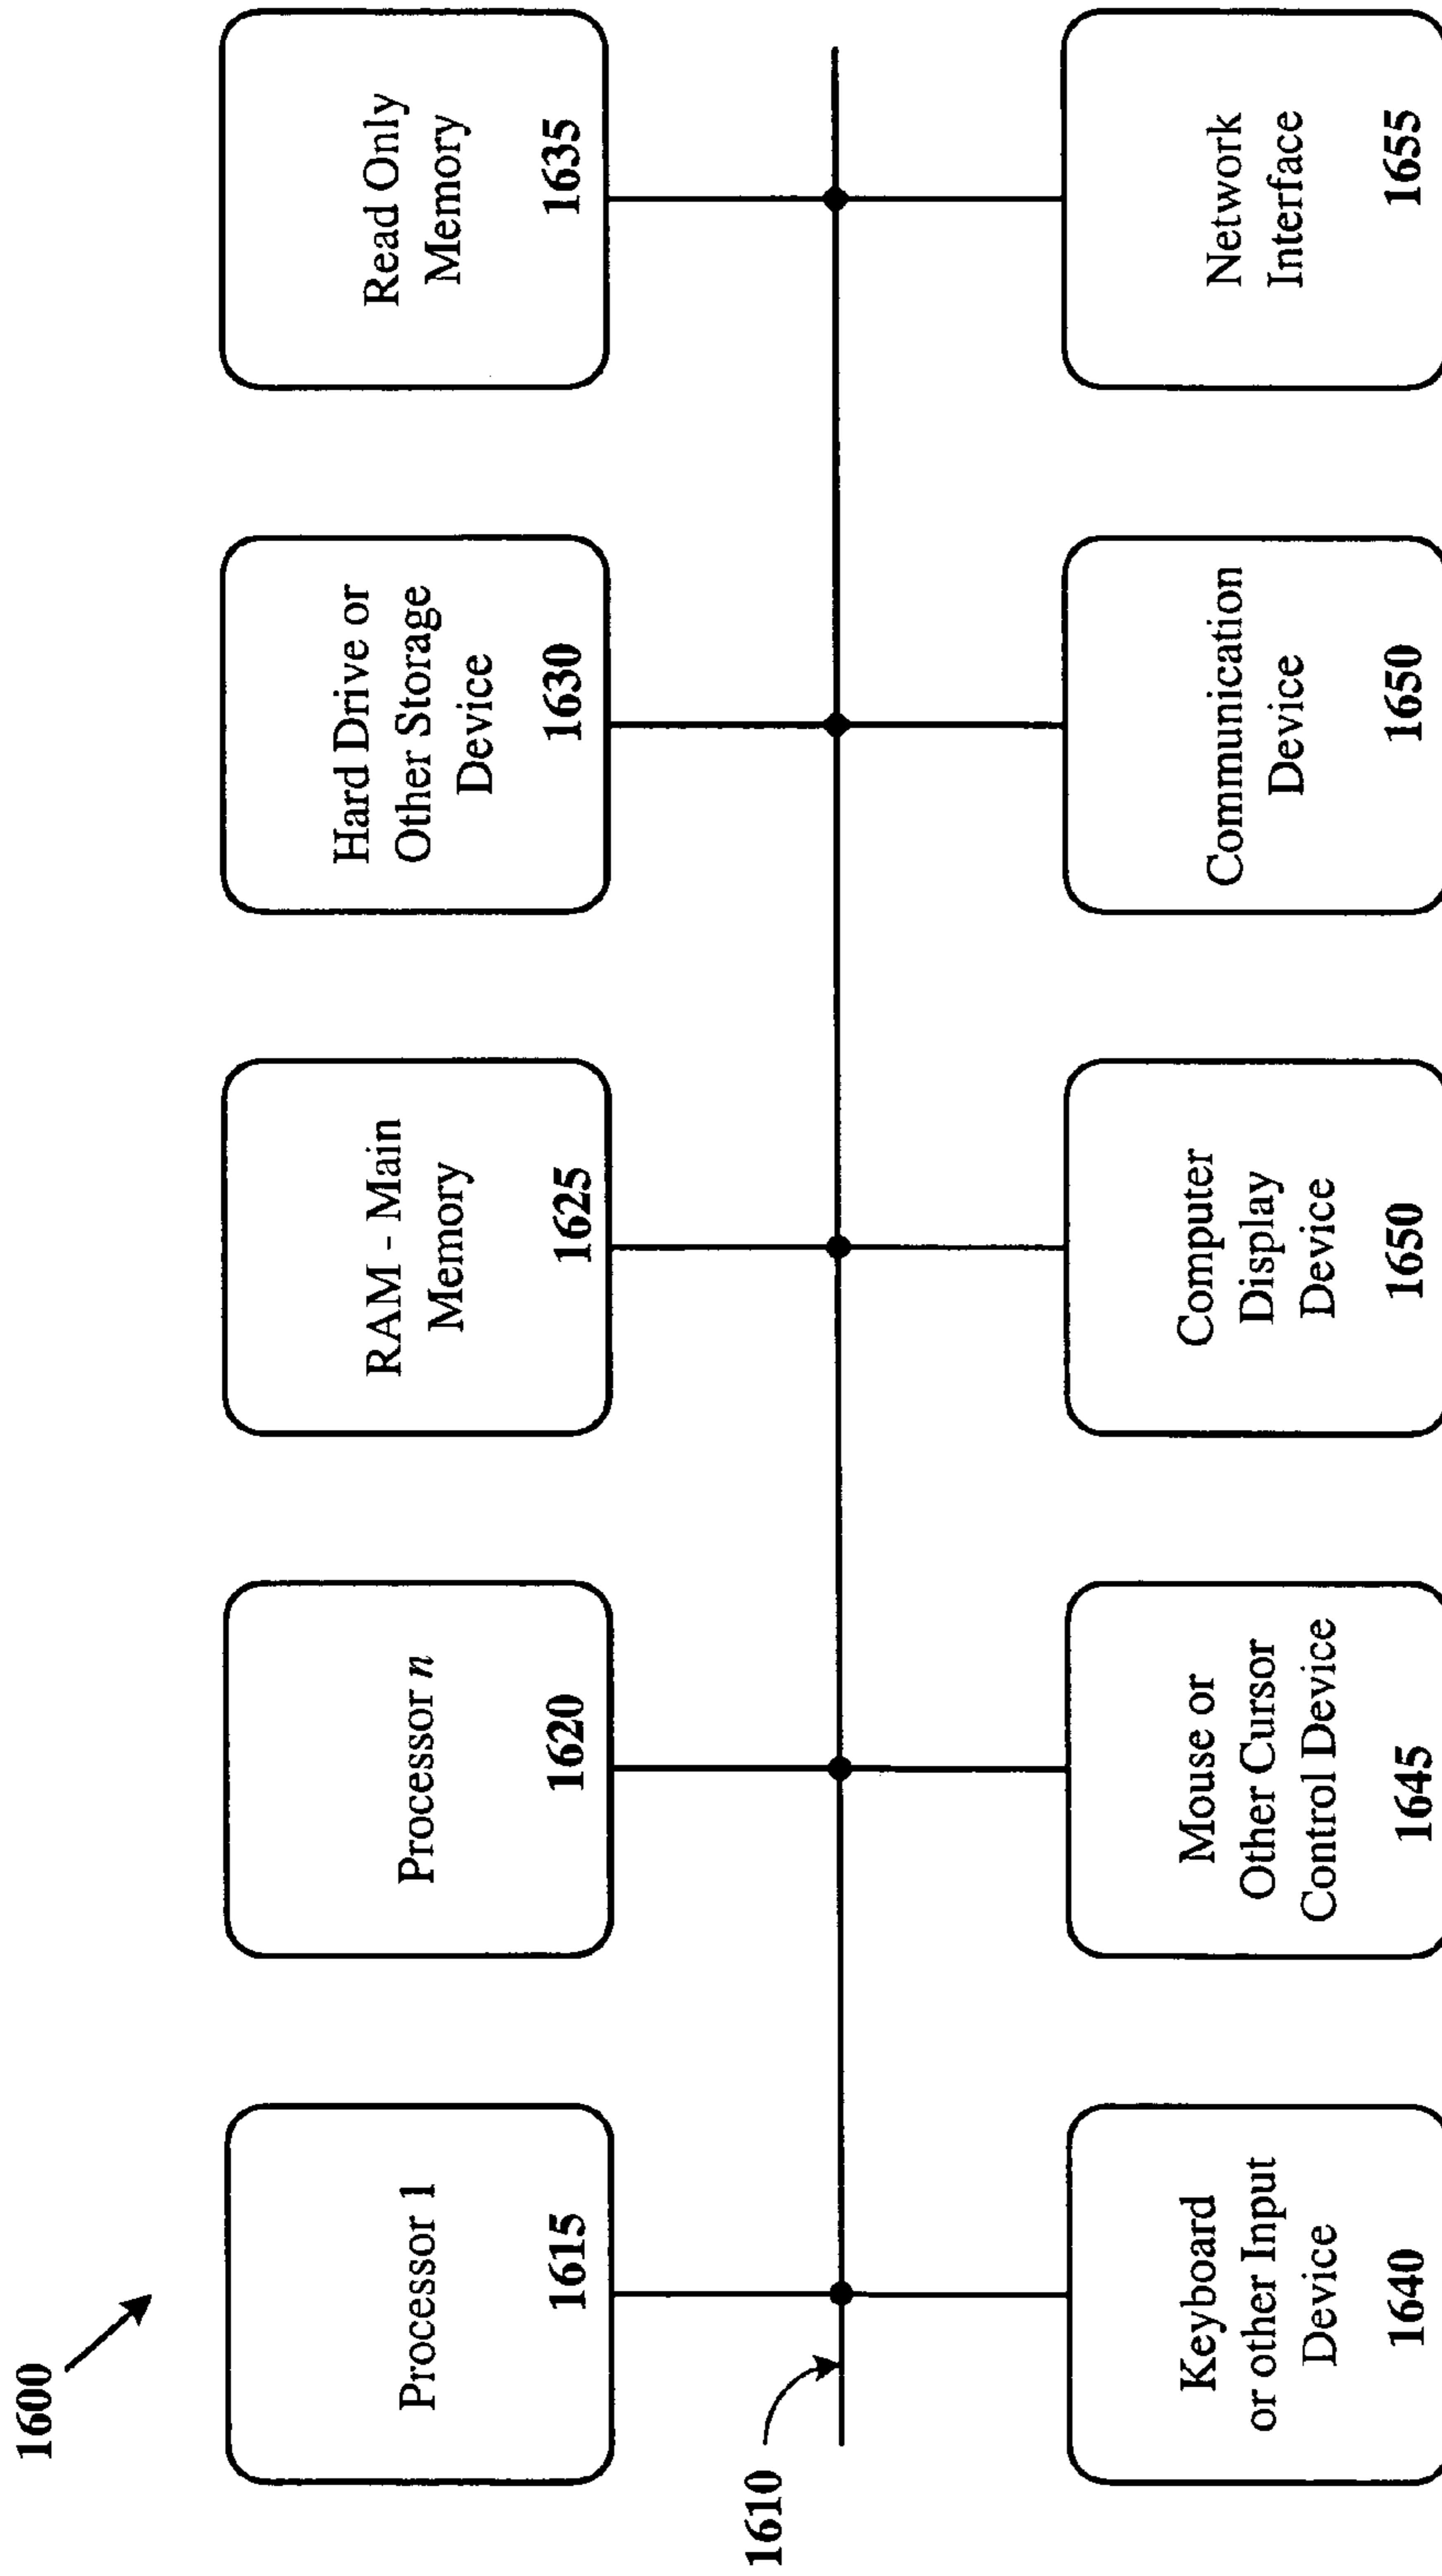 1600
Processor 1
1615
Processor n
1620
RAM - Main
Memory
1625
Hard Drive or
Other Storage
Device
1630
Read Only
Memory
1635
1610
Keyboard
or other Input
Device
1640
Mouse or
Other Cursor
Control Device
1645
Computer
Display
Device
1650
Communication
Device
1650
Network
Interface
1655